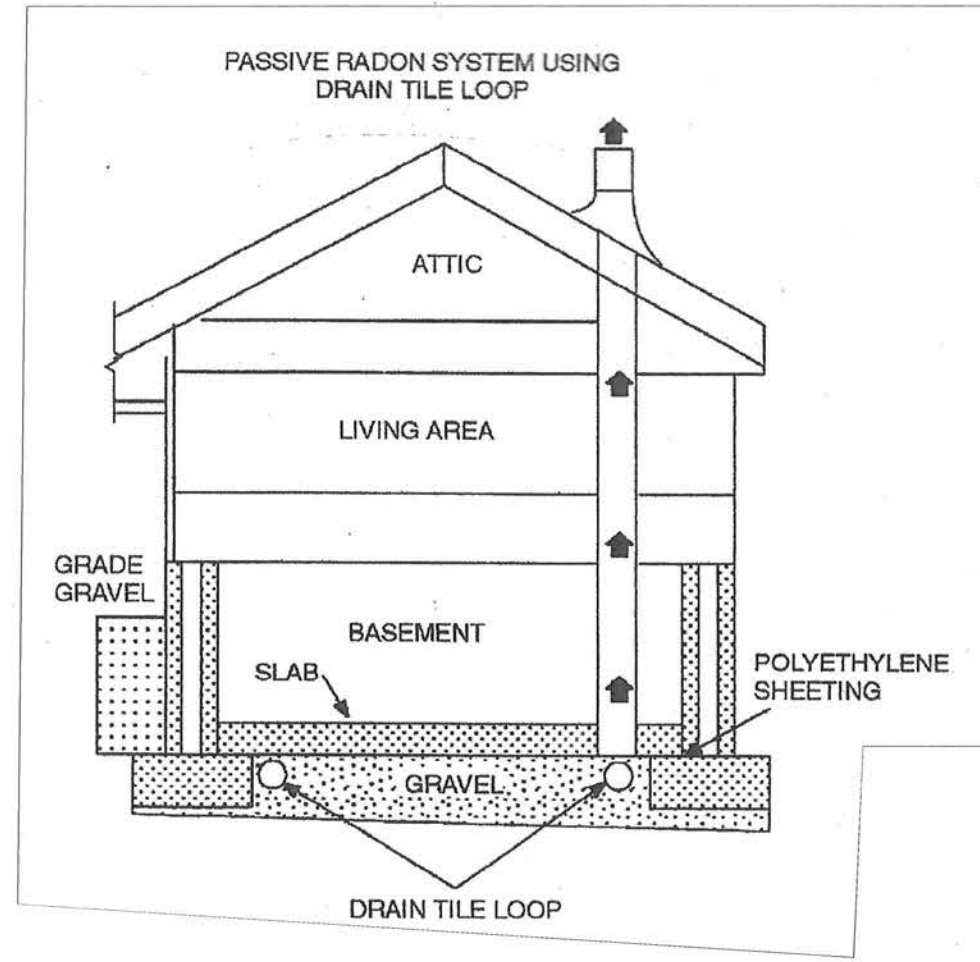 PASSIVE RADON SYSTEM USING
DRAIN TILE LOOP
ATTIC
LIVING AREA
GRADE
GRAVEL
BASEMENT
SLAB
POLYETHYLENE
SHEETING
GRAVEL
DRAIN TILE LOOP